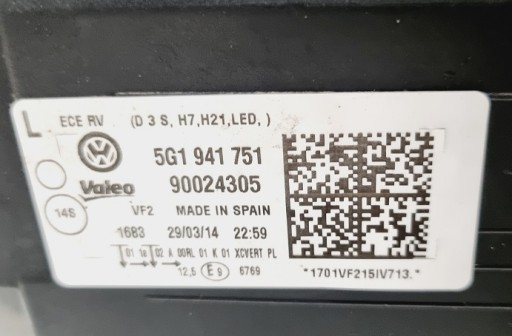 L ECE RV (D 3 S, H7,H21,LED, )
5G1 941 751
Valeo 90024305
14S VF2 MADE IN SPAIN
1683 29/03/14 22:59
01 1a 02 A 00RL 01 K 01 XCVERT PL
12,5 E9 6769 "1701VF215IV713."